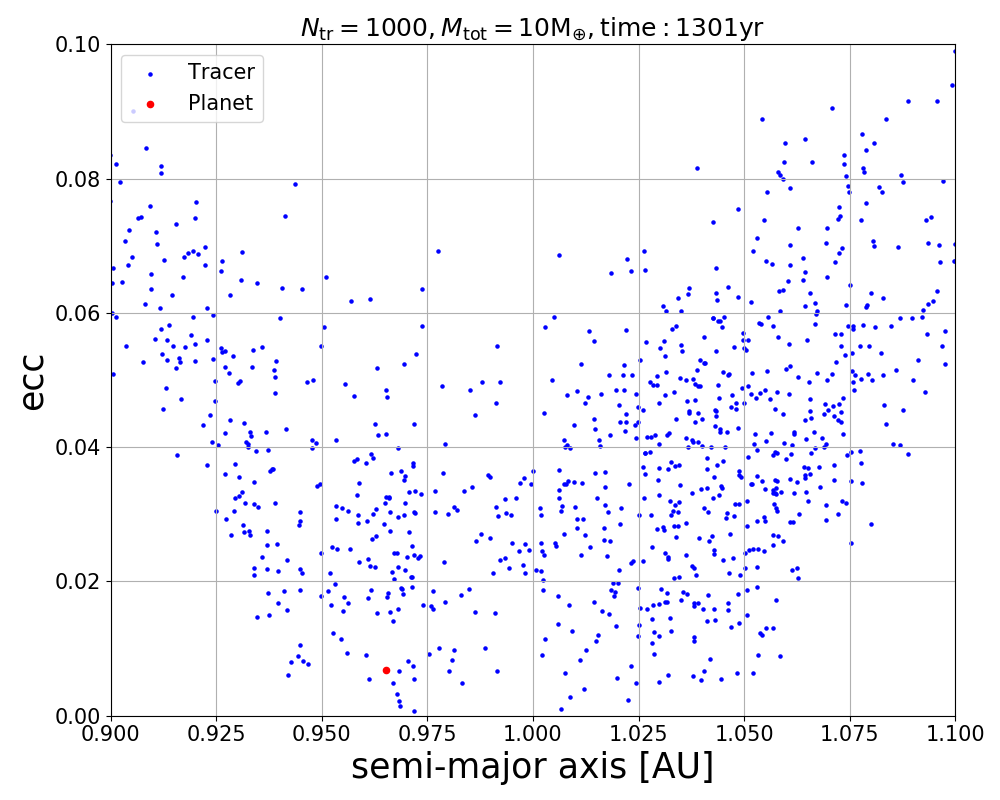 N_tr = 1000, M_tot = 10M_⊕, time : 1301yr
Tracer
Planet
0.10
0.08
0.06
0.04
0.02
0.00
ecc
0.900 0.925 0.950 0.975 1.000 1.025 1.050 1.075 1.100
semi-major axis [AU]